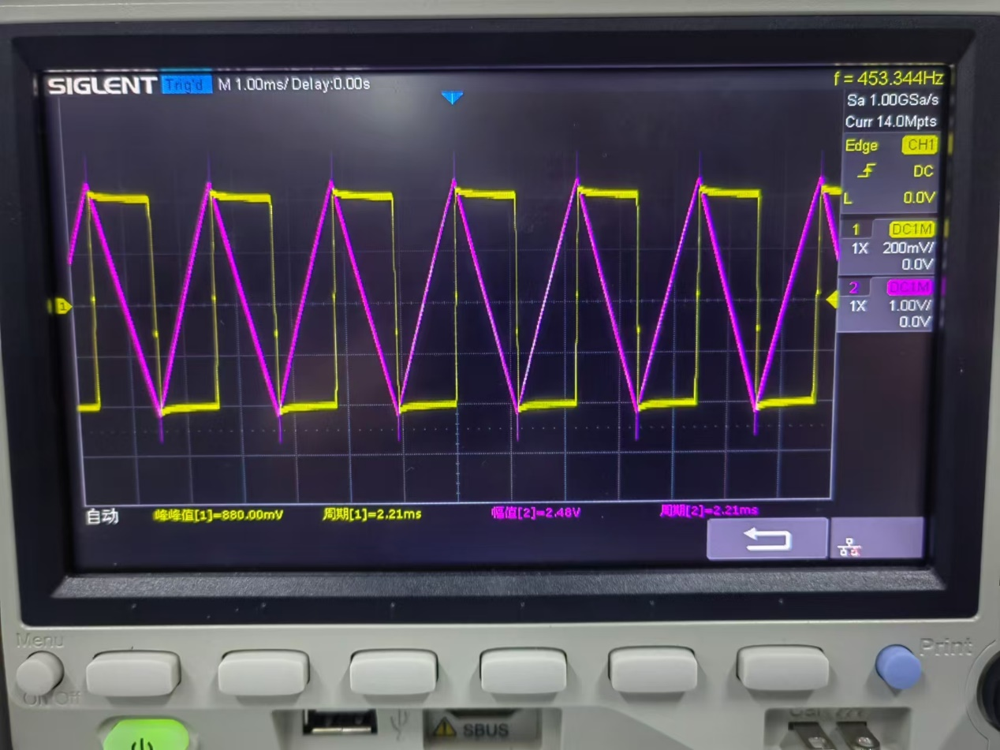 SIGLENT Trig'd M 1.00ms/ Delay:0.00s
f = 453.344Hz
Sa 1.00GSa/s
Curr 14.0Mpts
Edge CH1
DC
L 0.0V
1 DC1M
1X 200mV/
0.0V
2 DC1M
1X 1.00V/
0.0V
1
自动 峰峰值[1]=880.00mV 周期[1]=2.21ms 幅值[2]=2.48V 周期[2]=2.21ms
Menu
On/Off
Print
SBUS